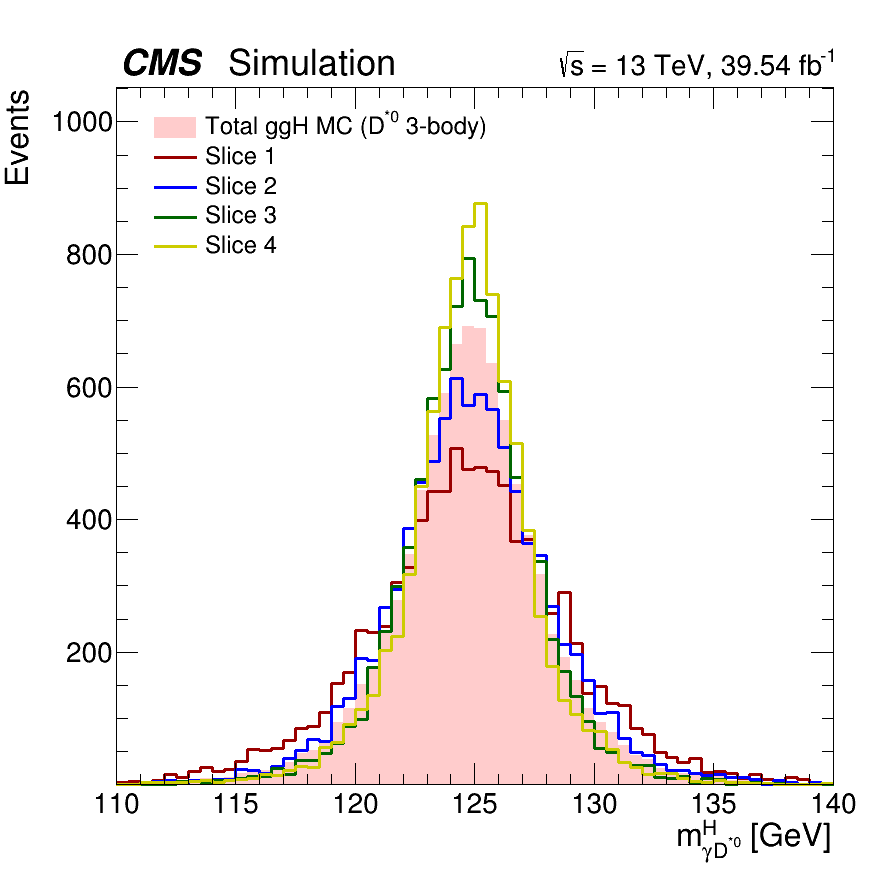 CMS Simulation
√s = 13 TeV, 39.54 fb⁻¹
Events
1000
800
600
400
200
Total ggH MC (D*⁰ 3-body)
Slice 1
Slice 2
Slice 3
Slice 4
110 115 120 125 130 135 140
m^H_γD*⁰ [GeV]